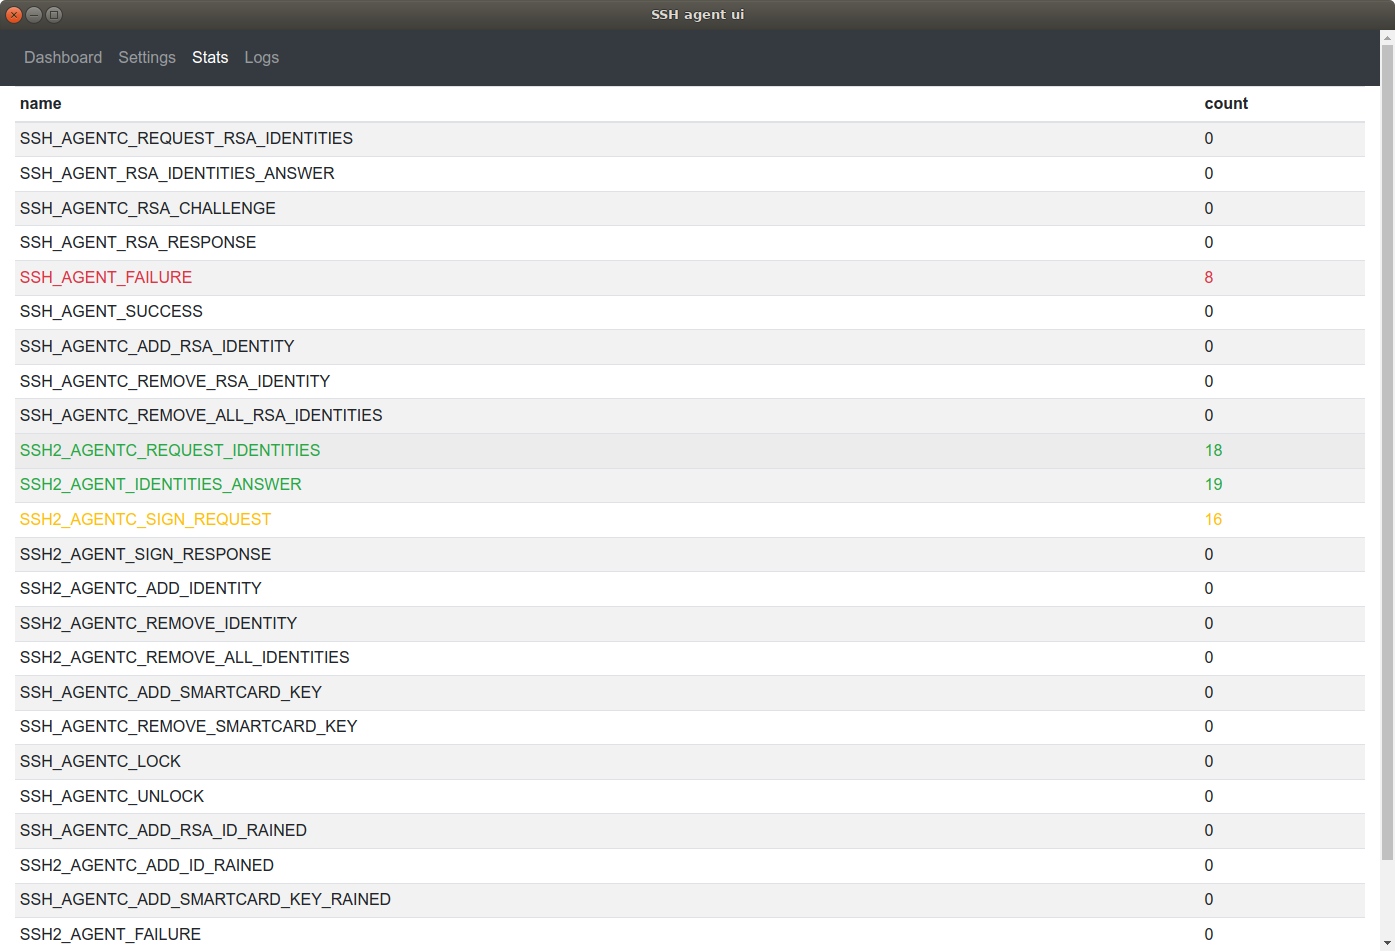 SSH agent ui
Dashboard Settings Stats Logs
name count
SSH_AGENTC_REQUEST_RSA_IDENTITIES 0
SSH_AGENT_RSA_IDENTITIES_ANSWER 0
SSH_AGENTC_RSA_CHALLENGE 0
SSH_AGENT_RSA_RESPONSE 0
SSH_AGENT_FAILURE 8
SSH_AGENT_SUCCESS 0
SSH_AGENTC_ADD_RSA_IDENTITY 0
SSH_AGENTC_REMOVE_RSA_IDENTITY 0
SSH_AGENTC_REMOVE_ALL_RSA_IDENTITIES 0
SSH2_AGENTC_REQUEST_IDENTITIES 18
SSH2_AGENT_IDENTITIES_ANSWER 19
SSH2_AGENTC_SIGN_REQUEST 16
SSH2_AGENT_SIGN_RESPONSE 0
SSH2_AGENTC_ADD_IDENTITY 0
SSH2_AGENTC_REMOVE_IDENTITY 0
SSH2_AGENTC_REMOVE_ALL_IDENTITIES 0
SSH_AGENTC_ADD_SMARTCARD_KEY 0
SSH_AGENTC_REMOVE_SMARTCARD_KEY 0
SSH_AGENTC_LOCK 0
SSH_AGENTC_UNLOCK 0
SSH_AGENTC_ADD_RSA_ID_RAINED 0
SSH2_AGENTC_ADD_ID_RAINED 0
SSH_AGENTC_ADD_SMARTCARD_KEY_RAINED 0
SSH2_AGENT_FAILURE 0